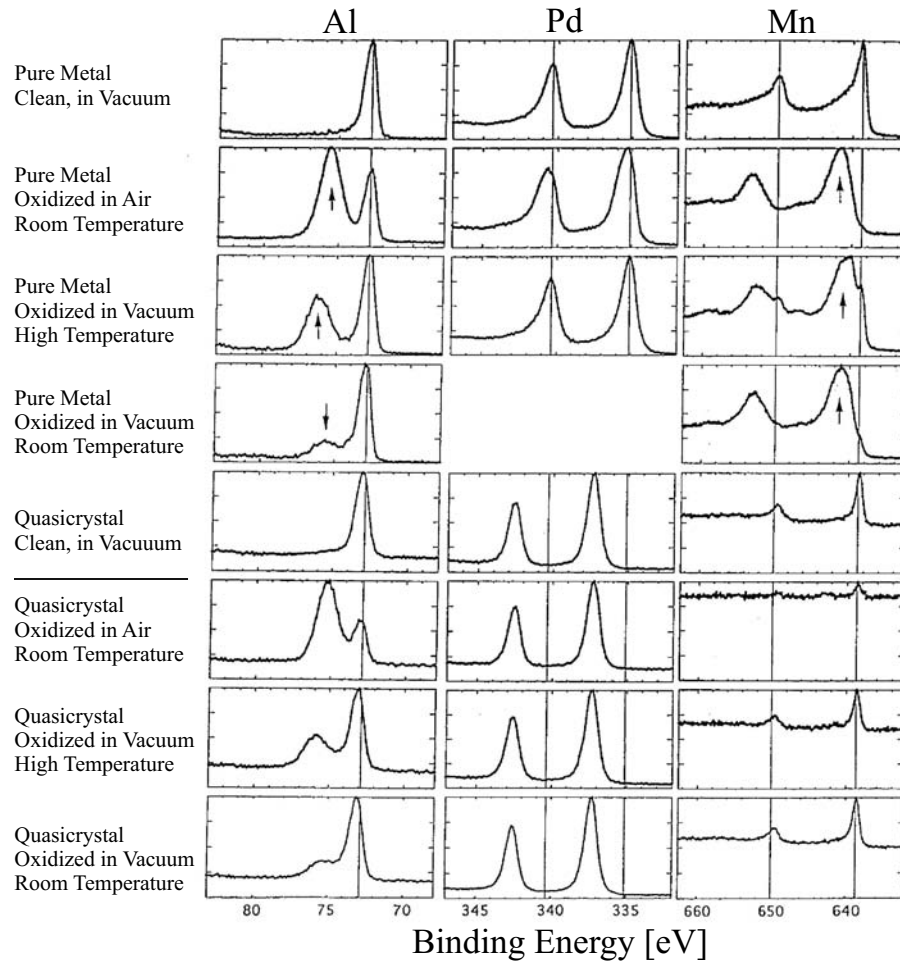 Al
Pd
Mn
Pure Metal
Clean, in Vacuum
Pure Metal
Oxidized in Air
Room Temperature
Pure Metal
Oxidized in Vacuum
High Temperature
Pure Metal
Oxidized in Vacuum
Room Temperature
Quasicrystal
Clean, in Vacuuum
Quasicrystal
Oxidized in Air
Room Temperature
Quasicrystal
Oxidized in Vacuum
High Temperature
Quasicrystal
Oxidized in Vacuum
Room Temperature
80 75 70 345 340 335 660 650 640
Binding Energy [eV]